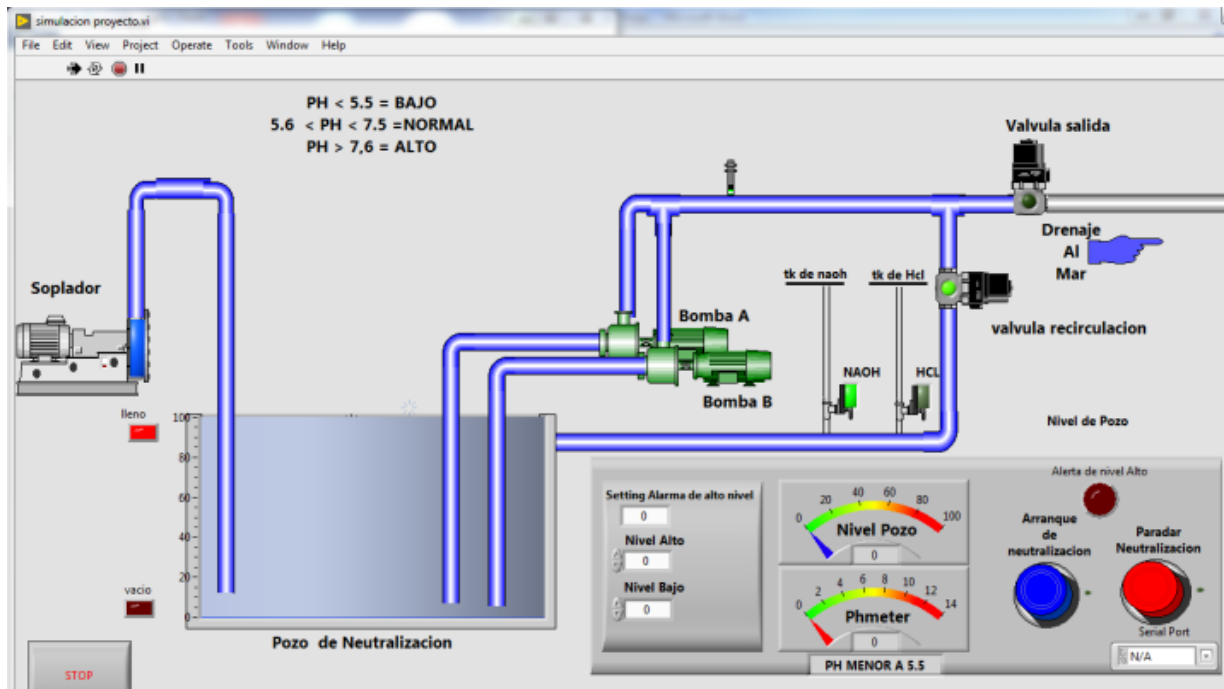 simulacion proyecto.vi
File Edit View Project Operate Tools Window Help
PH < 5.5 = BAJO
5.6 < PH < 7.5 =NORMAL
PH > 7,6 = ALTO
Valvula salida
Drenaje
Al
Mar
Soplador
tk de naoh
tk de Hcl
valvula recirculacion
Bomba A
Bomba B
NAOH
HCL
lleno
100
80
60
40
20
0
vacio
Pozo de Neutralizacion
STOP
Nivel de Pozo
Setting Alarma de alto nivel
0
Nivel Alto
0
Nivel Bajo
0
0 20 40 60 80 100
Nivel Pozo
0
0 2 4 6 8 10 12 14
Phmeter
0
PH MENOR A 5.5
Alerta de nivel Alto
Arranque
de
neutralizacion
Paradar
Neutralizacion
Serial Port
N/A